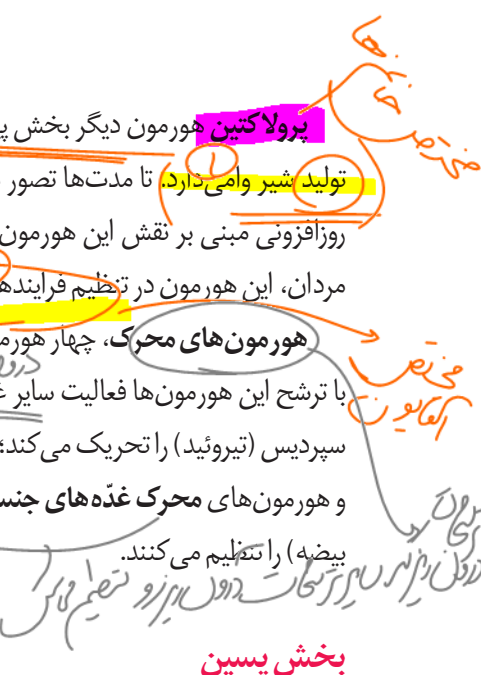 پرولاکتین هورمون دیگر بخش پ
تولید شیر وامی‌دارد. تا مدت‌ها تصور
روزافزونی مبنی بر نقش این هورمون
مردان، این هورمون در تنظیم فرایندها
هورمون‌های محرک، چهار هورم
با ترشح این هورمون‌ها فعالیت سایر غ
سپردیس (تیروئید) را تحریک می‌کند؛
و هورمون‌های محرک غدّه‌های جنس
بیضه) را تنظیم می‌کنند.
بخش پسین
مختص خانم ها
۱
مختص آقایون